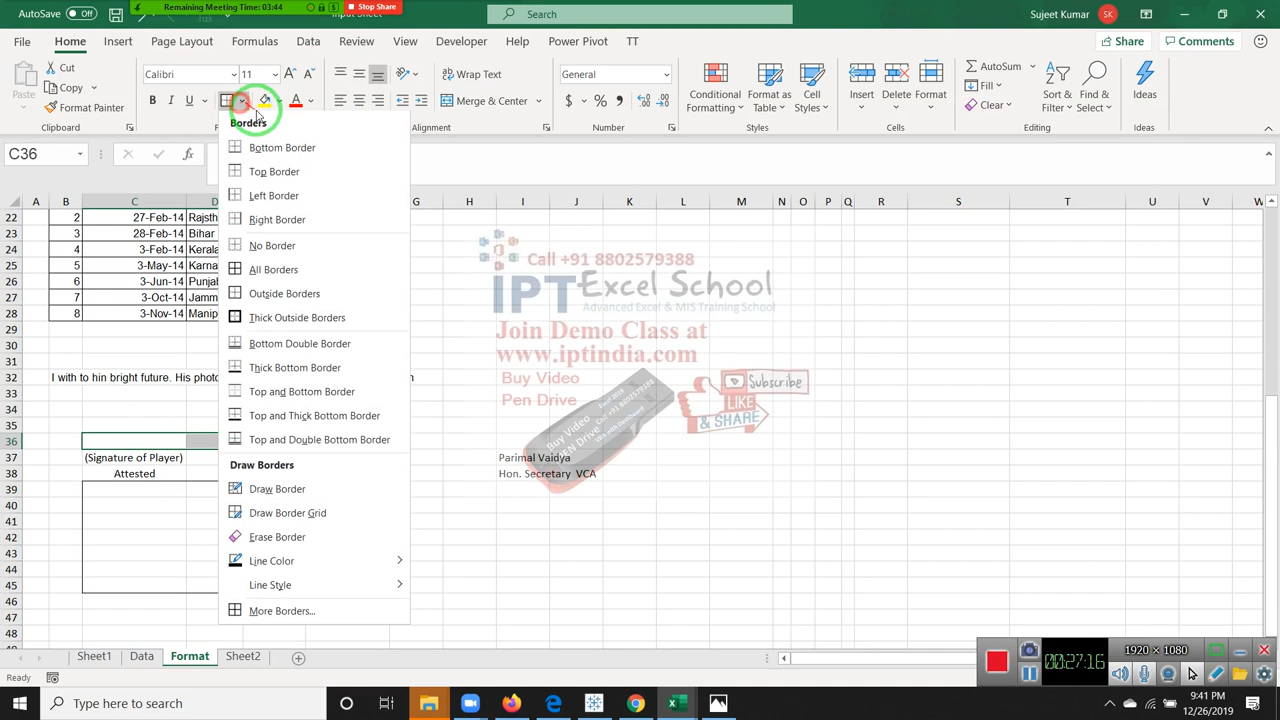 Remaining Meeting Time: 03:44
Stop Share
AutoSave Off
Search
Sujeet Kumar SK
File Home Insert Page Layout Formulas Data Review View Developer Help Power Pivot TT
Share Comments
Paste
Cut
Copy
Format Painter
Clipboard
Calibri 11
B I U
Wrap Text
Merge & Center
Alignment
General
Number
Conditional Formatting
Format as Table
Cell Styles
Styles
Insert
Delete
Format
Cells
AutoSum
Fill
Clear
Sort & Filter
Find & Select
Editing
Ideas
Ideas
C36
fx
Borders
Bottom Border
Top Border
Left Border
Right Border
No Border
All Borders
Outside Borders
Thick Outside Borders
Bottom Double Border
Thick Bottom Border
Top and Bottom Border
Top and Thick Bottom Border
Top and Double Bottom Border
Draw Borders
Draw Border
Draw Border Grid
Erase Border
Line Color
Line Style
More Borders...
A B C D G H I J K L M N O P Q R S T U V W
22 2 27-Feb-14 Rajsth
23 3 28-Feb-14 Bihar
24 4 3-Feb-14 Kerala
25 5 3-May-14 Karna
26 6 3-Jun-14 Punjab
27 7 3-Oct-14 Jamm
28 8 3-Nov-14 Manip
29
30
31
32 I with to hin bright future. His photo
33
34
35
36
37 (Signature of Player) Parimal Vaidya
38 Attested Hon. Secretary VCA
39
40
41
42
43
44
45
46
47
48
Call +91 8802579388
IPT Excel School
Advanced Excel & MIS Training School
Join Demo Class at
www.iptindia.com
Buy Video
Pen Drive
Subscribe
LIKE
& SHARE
Buy Video
PEN Drive
Sheet1 Data Format Sheet2
Ready
1920 × 1080
00:27:16
Type here to search
9:41 PM
12/26/2019